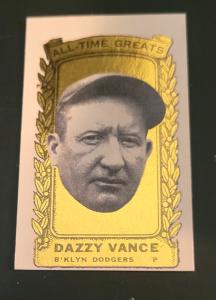 ALL-TIME GREATS
DAZZY VANCE
B'KLYN DODGERS P